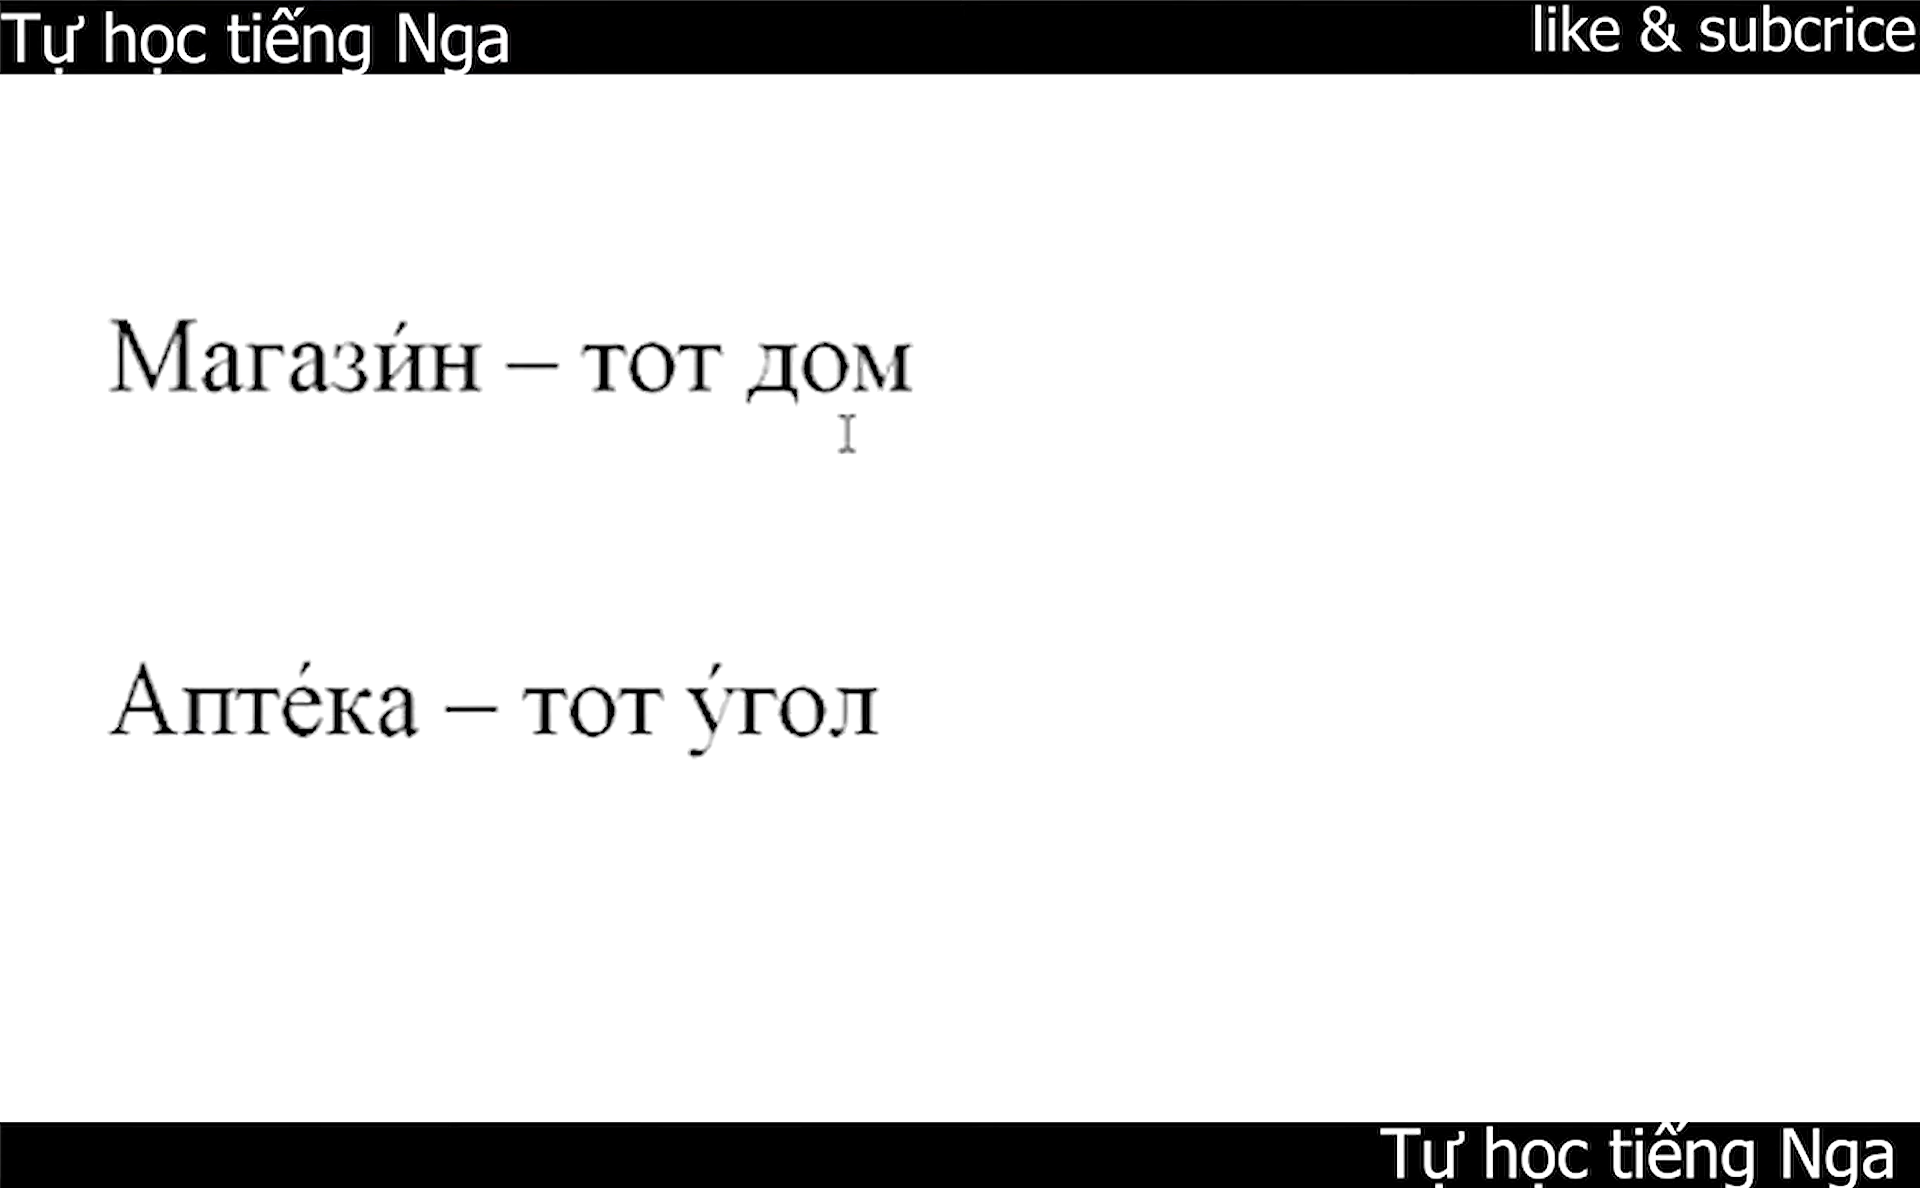 Tự học tiếng Nga
like & subcrice
Магази́н – тот дом
Апте́ка – тот у́гол
Tự học tiếng Nga